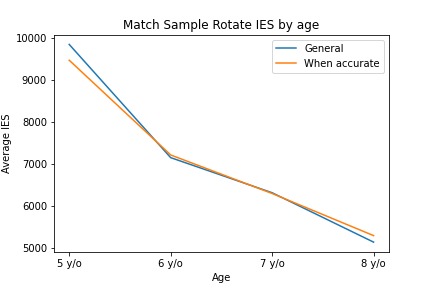 Match Sample Rotate IES by age
General
When accurate
Average IES
10000
9000
8000
7000
6000
5000
5 y/o
6 y/o
7 y/o
8 y/o
Age